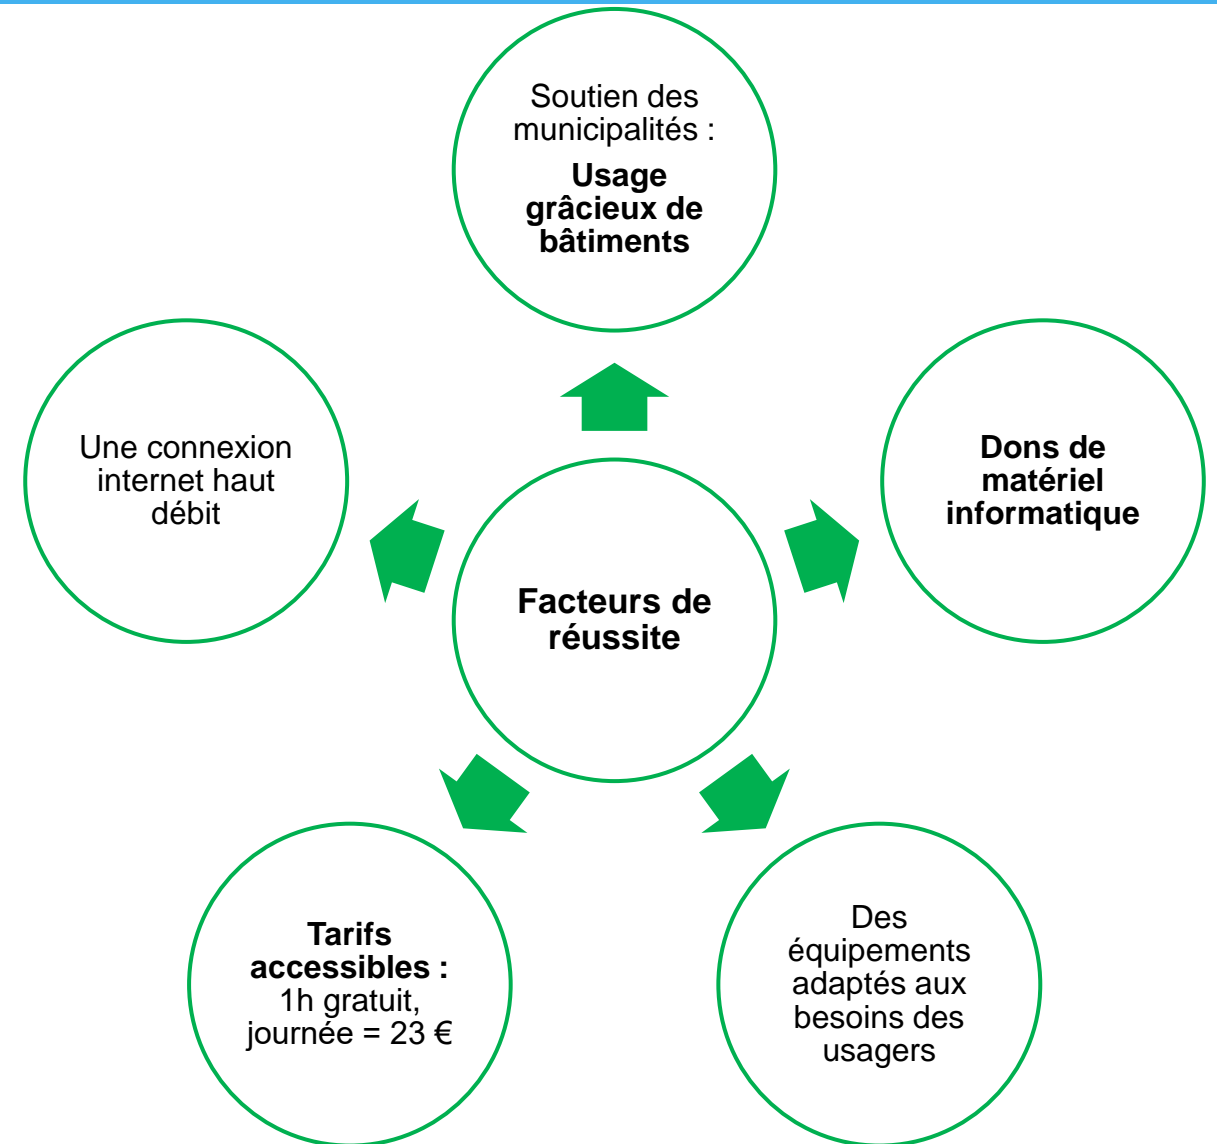 Soutien des
municipalités :
Usage
grâcieux de
bâtiments
Une connexion
internet haut
débit
Dons de
matériel
informatique
Facteurs de
réussite
Tarifs
accessibles :
1h gratuit,
journée = 23 €
Des
équipements
adaptés aux
besoins des
usagers